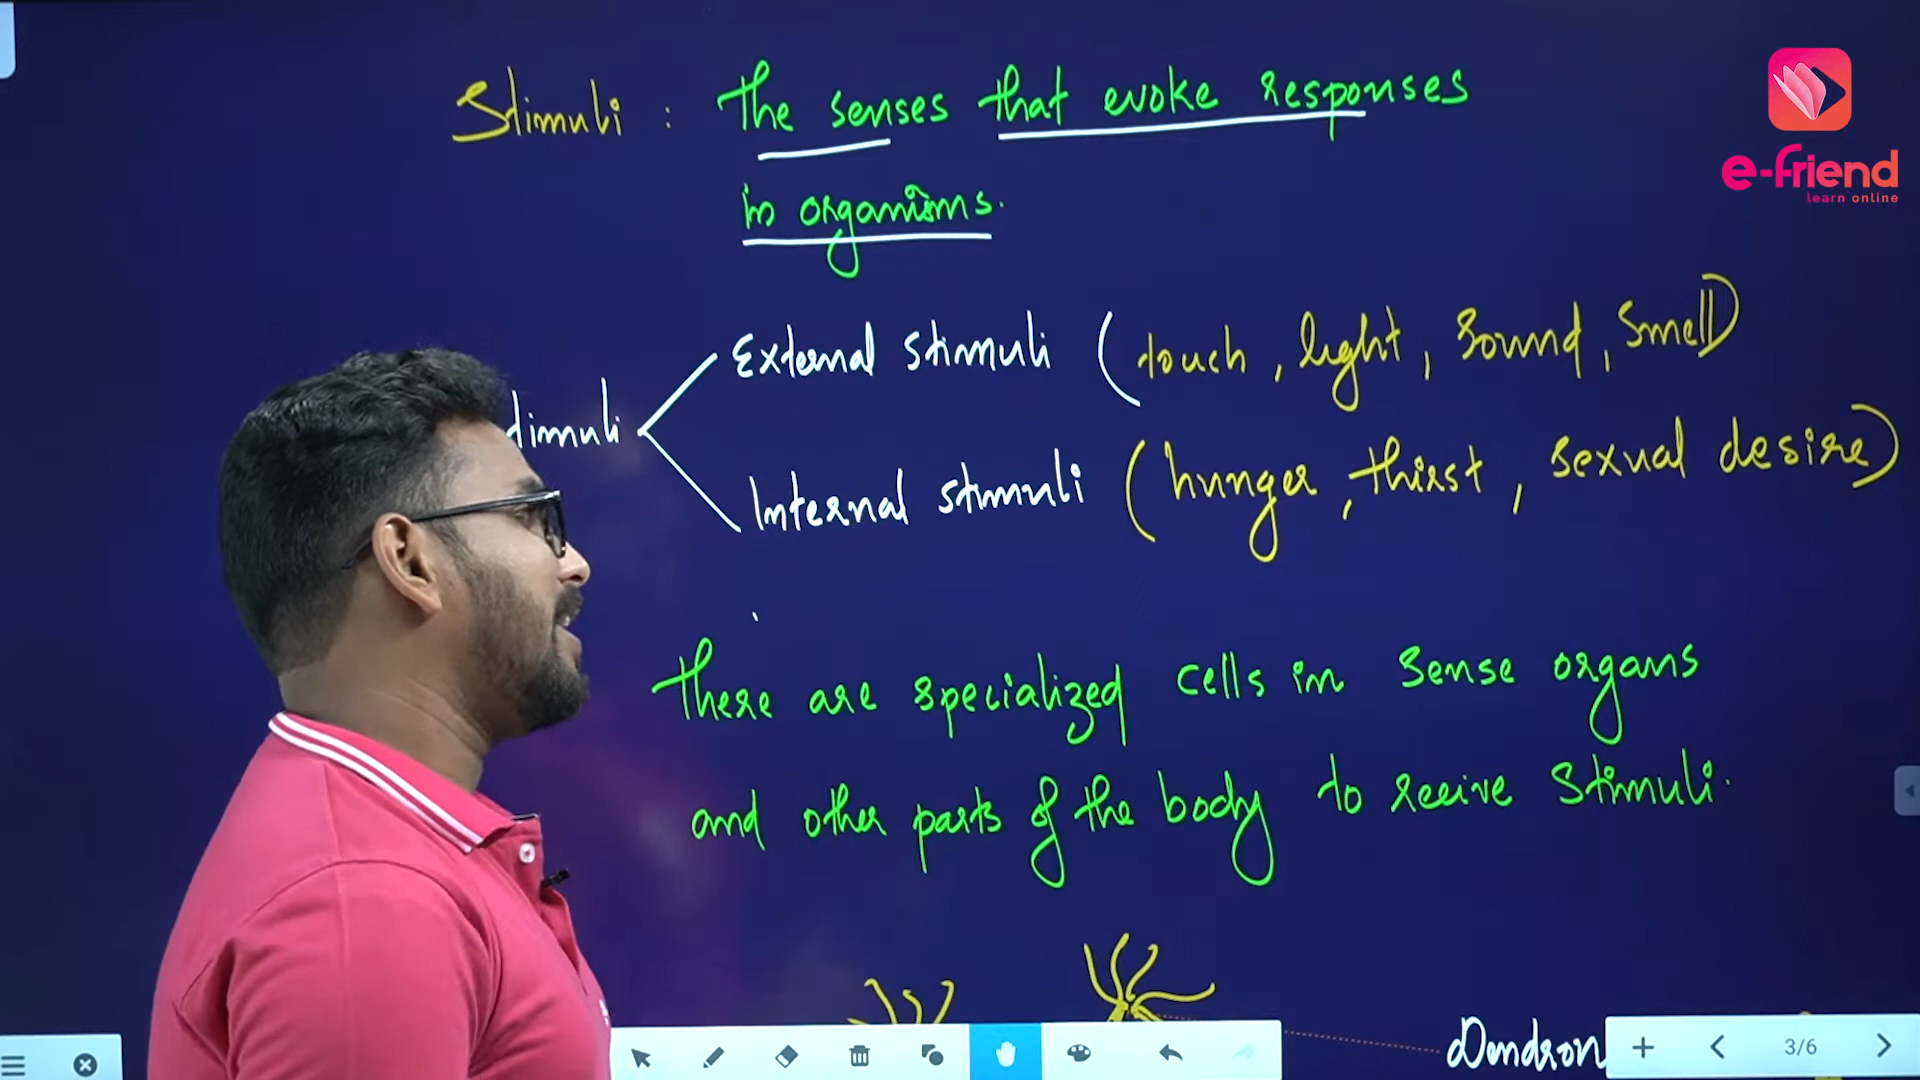 Stimuli : The senses that evoke responses
in organisms.
e-friend
learn online
External stimuli (touch, light, sound, smell)
timuli
Internal stimuli (hunger, thirst, sexual desire)
There are specialized cells in sense organs
and other parts of the body to receive stimuli.
Dendron
3/6